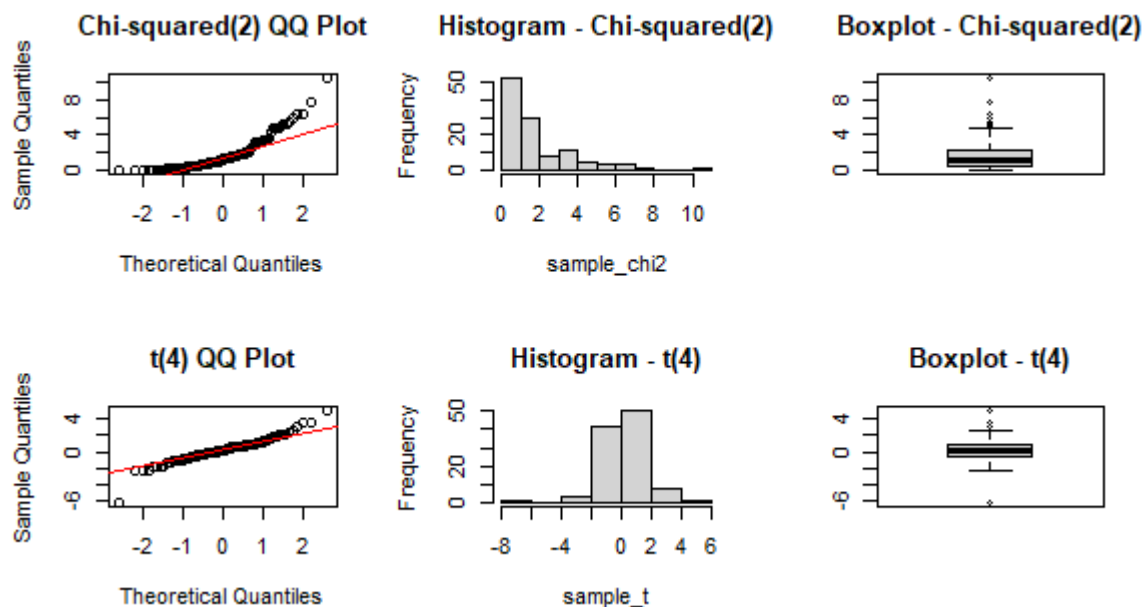 Chi-squared(2) QQ Plot
Sample Quantiles
0 4 8
-2 -1 0 1 2
Theoretical Quantiles
Histogram - Chi-squared(2)
Frequency
0 20 50
0 2 4 6 8 10
sample_chi2
Boxplot - Chi-squared(2)
0 4 8
t(4) QQ Plot
Sample Quantiles
-6 0 4
-2 -1 0 1 2
Theoretical Quantiles
Histogram - t(4)
Frequency
0 20 50
-8 -4 0 2 4 6
sample_t
Boxplot - t(4)
-6 0 4